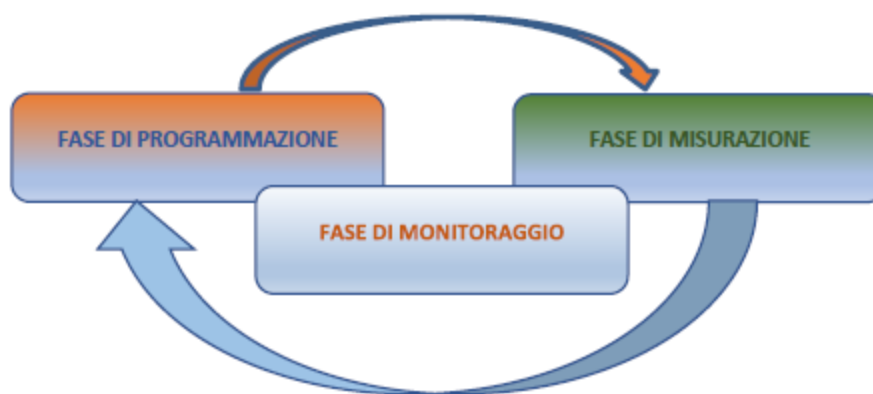 FASE DI PROGRAMMAZIONE
FASE DI MISURAZIONE
FASE DI MONITORAGGIO